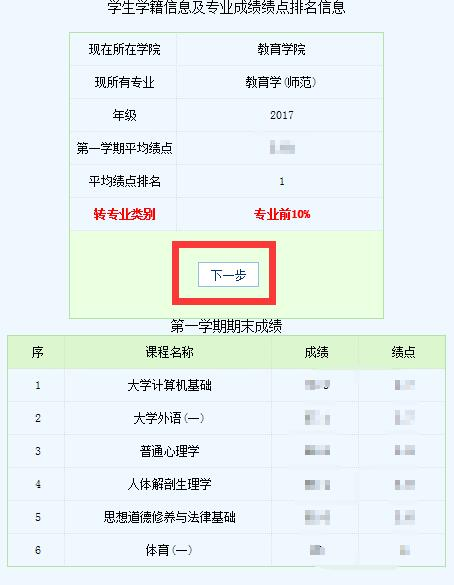 学生学籍信息及专业成绩绩点排名信息
现在所在学院 教育学院
现所有专业 教育学(师范)
年级 2017
第一学期平均绩点
平均绩点排名 1
转专业类别 专业前10%
下一步
第一学期期末成绩
序 课程名称 成绩 绩点
1 大学计算机基础
2 大学外语(一)
3 普通心理学
4 人体解剖生理学
5 思想道德修养与法律基础
6 体育(一)